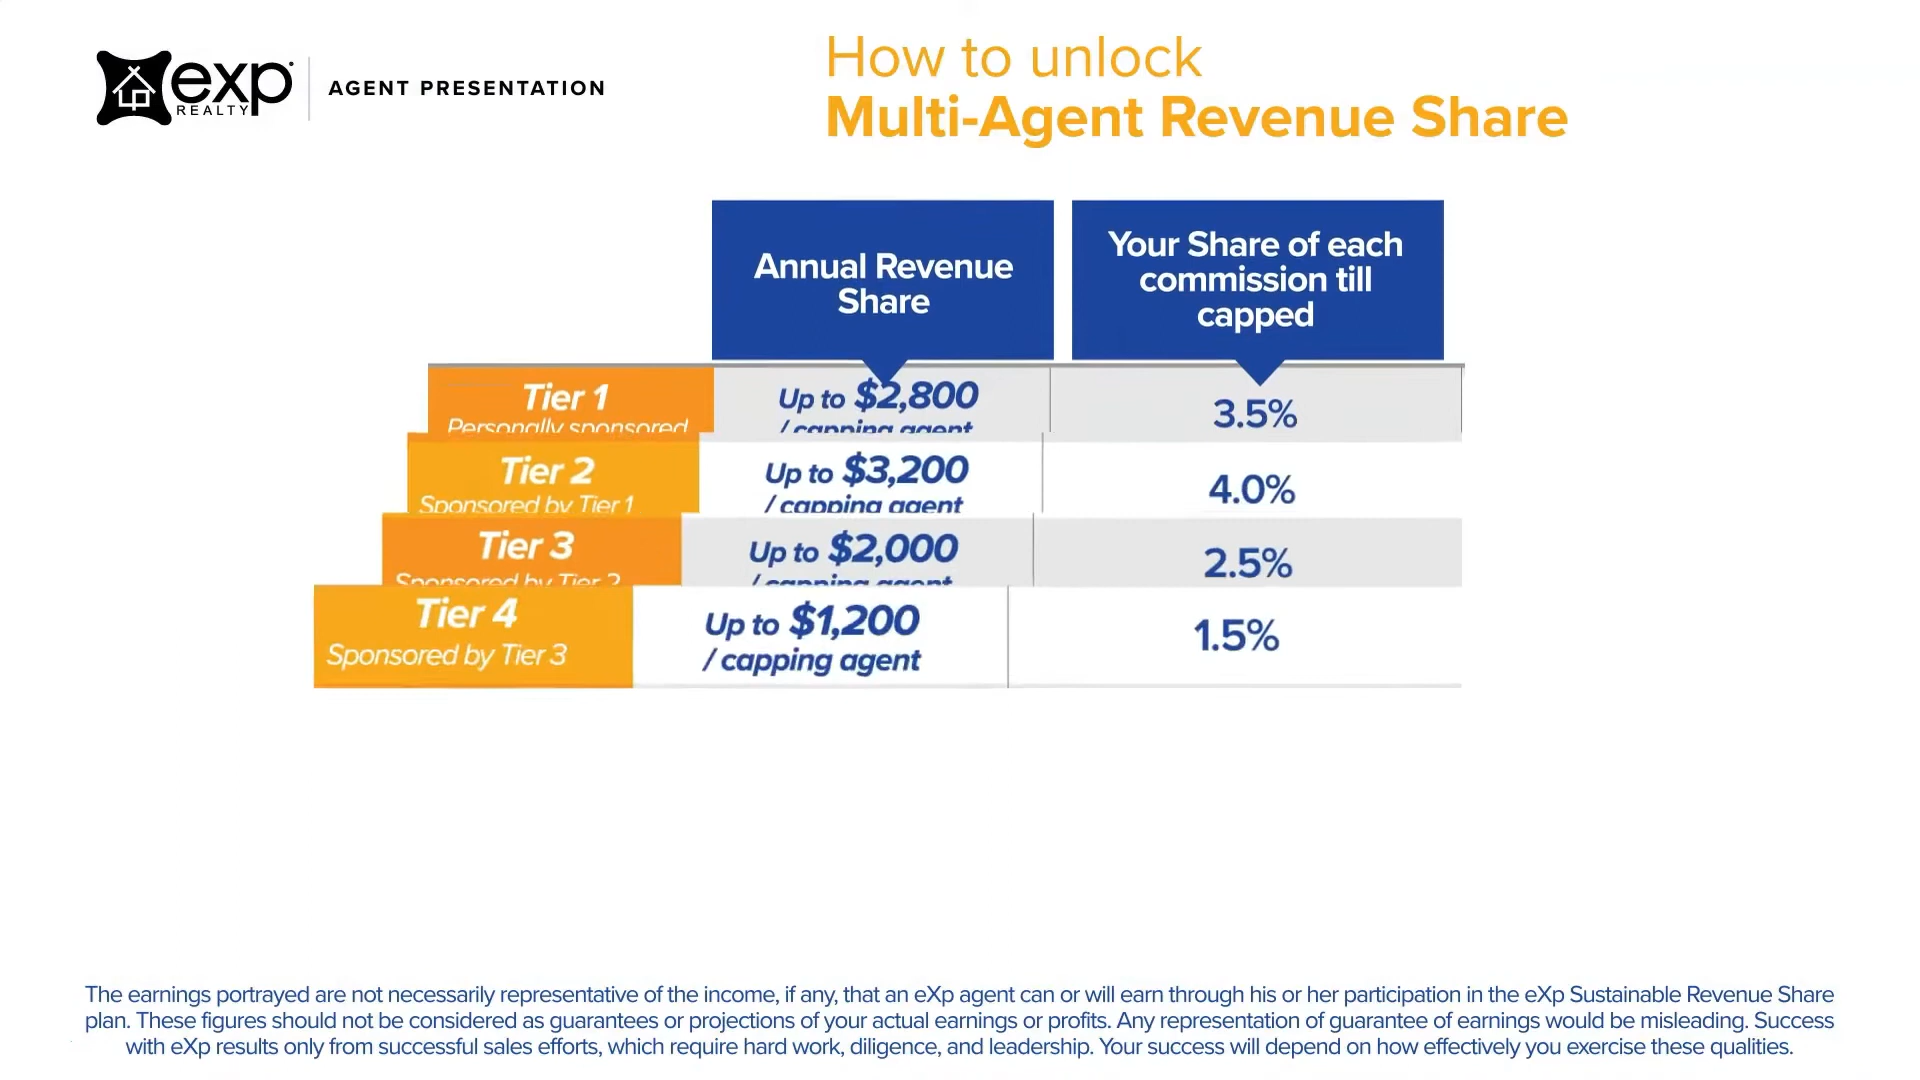 exp
REALTY
AGENT PRESENTATION
How to unlock
Multi-Agent Revenue Share
Annual Revenue
Share
Your Share of each
commission till
capped
Tier 1
Personally sponsored
Up to $2,800
/ capping agent
3.5%
Tier 2
Sponsored by Tier 1
Up to $3,200
/ capping agent
4.0%
Tier 3
Sponsored by Tier 2
Up to $2,000
/ capping agent
2.5%
Tier 4
Sponsored by Tier 3
Up to $1,200
/ capping agent
1.5%
The earnings portrayed are not necessarily representative of the income, if any, that an eXp agent can or will earn through his or her participation in the eXp Sustainable Revenue Share
plan. These figures should not be considered as guarantees or projections of your actual earnings or profits. Any representation of guarantee of earnings would be misleading. Success
with eXp results only from successful sales efforts, which require hard work, diligence, and leadership. Your success will depend on how effectively you exercise these qualities.